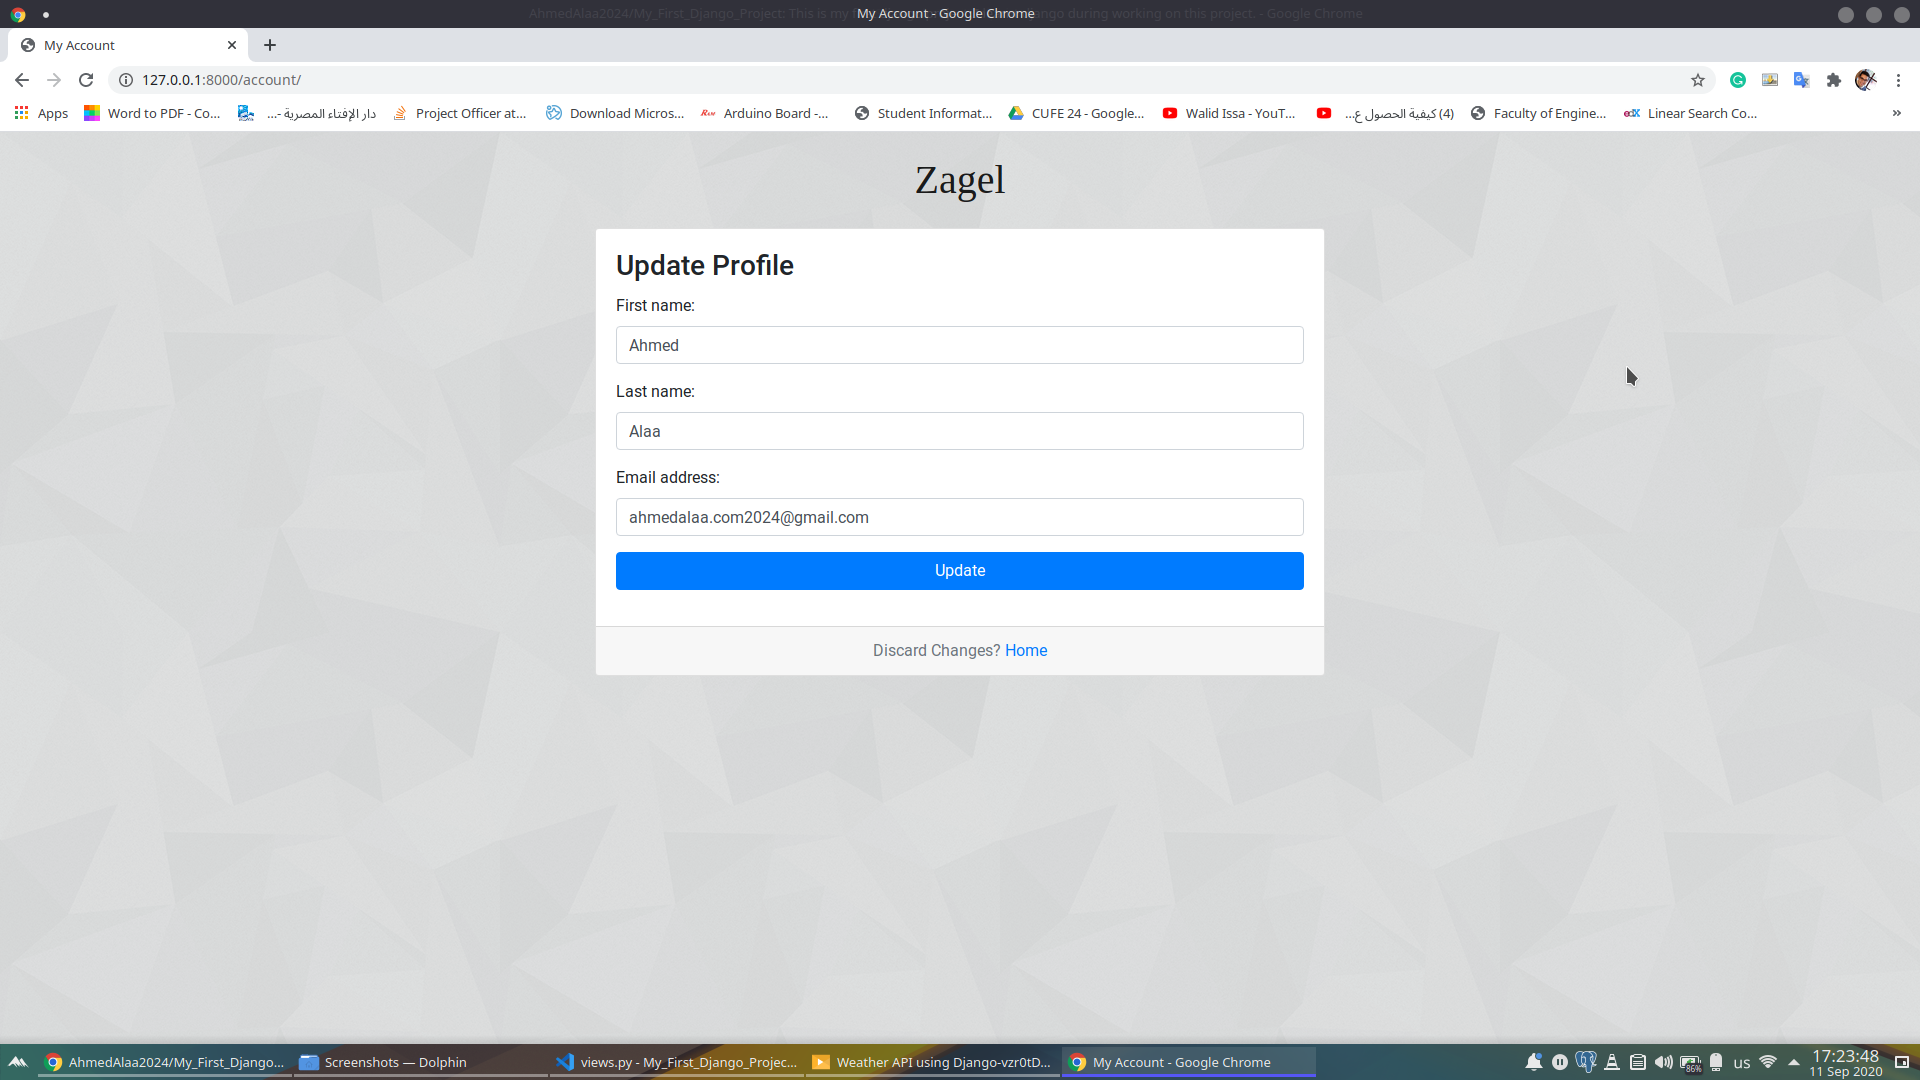 AhmedAlaa2024/My_First_Django_Project: This is my
My Account - Google Chrome
ango during working on this project. - Google Chrome
My Account
127.0.0.1:8000/account/
Apps
Word to PDF - Co...
دار الإفتاء المصرية -...
Project Officer at...
Download Micros...
Arduino Board -...
Student Informat...
CUFE 24 - Google...
Walid Issa - YouT...
(4) كيفية الحصول ع...
Faculty of Engine...
edX
Linear Search Co...
»
Zagel
Update Profile
First name:
Ahmed
Last name:
Alaa
Email address:
ahmedalaa.com2024@gmail.com
Update
Discard Changes? Home
AhmedAlaa2024/My_First_Django...
Screenshots — Dolphin
views.py - My_First_Django_Projec...
Weather API using Django-vzr0tD...
My Account - Google Chrome
86%
us
17:23:48
11 Sep 2020